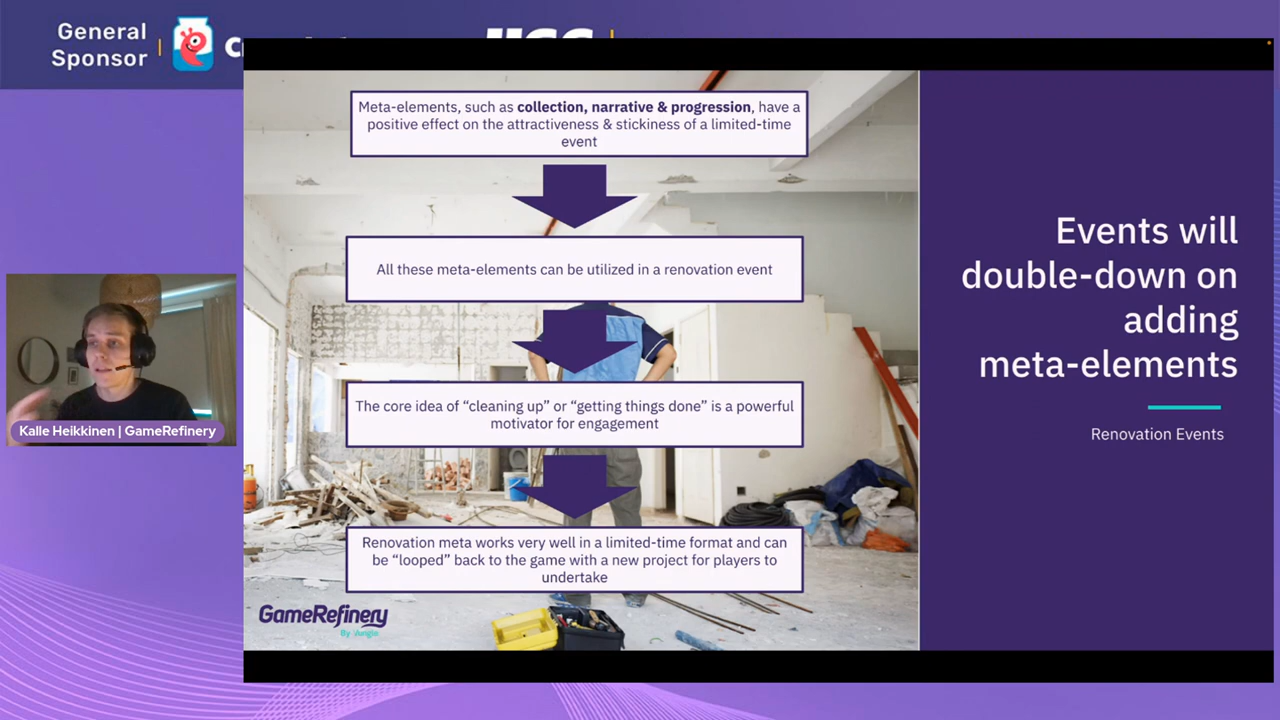 General
Sponsor
Meta-elements, such as collection, narrative & progression, have a
positive effect on the attractiveness & stickiness of a limited-time
event
All these meta-elements can be utilized in a renovation event
The core idea of “cleaning up” or “getting things done” is a powerful
motivator for engagement
Renovation meta works very well in a limited-time format and can
be “looped” back to the game with a new project for players to
undertake
GameRefinery
Events will
double-down on
adding
meta-elements
Renovation Events
Kalle Heikkinen | GameRefinery